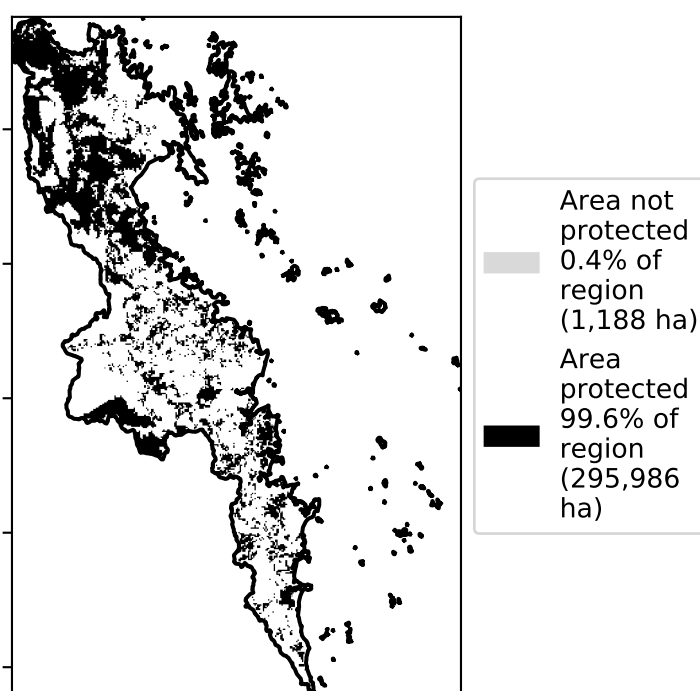 Area not
protected
0.4% of
region
(1,188 ha)
Area
protected
99.6% of
region
(295,986
ha)